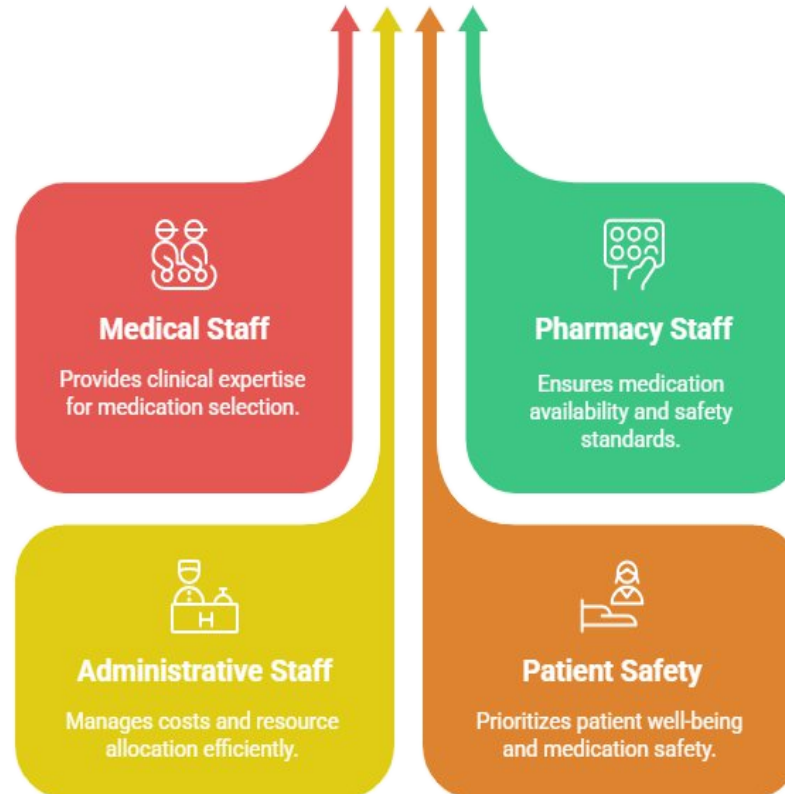 Medical Staff
Provides clinical expertise
for medication selection.
Pharmacy Staff
Ensures medication
availability and safety
standards.
H
Administrative Staff
Manages costs and resource
allocation efficiently.
Patient Safety
Prioritizes patient well-being
and medication safety.